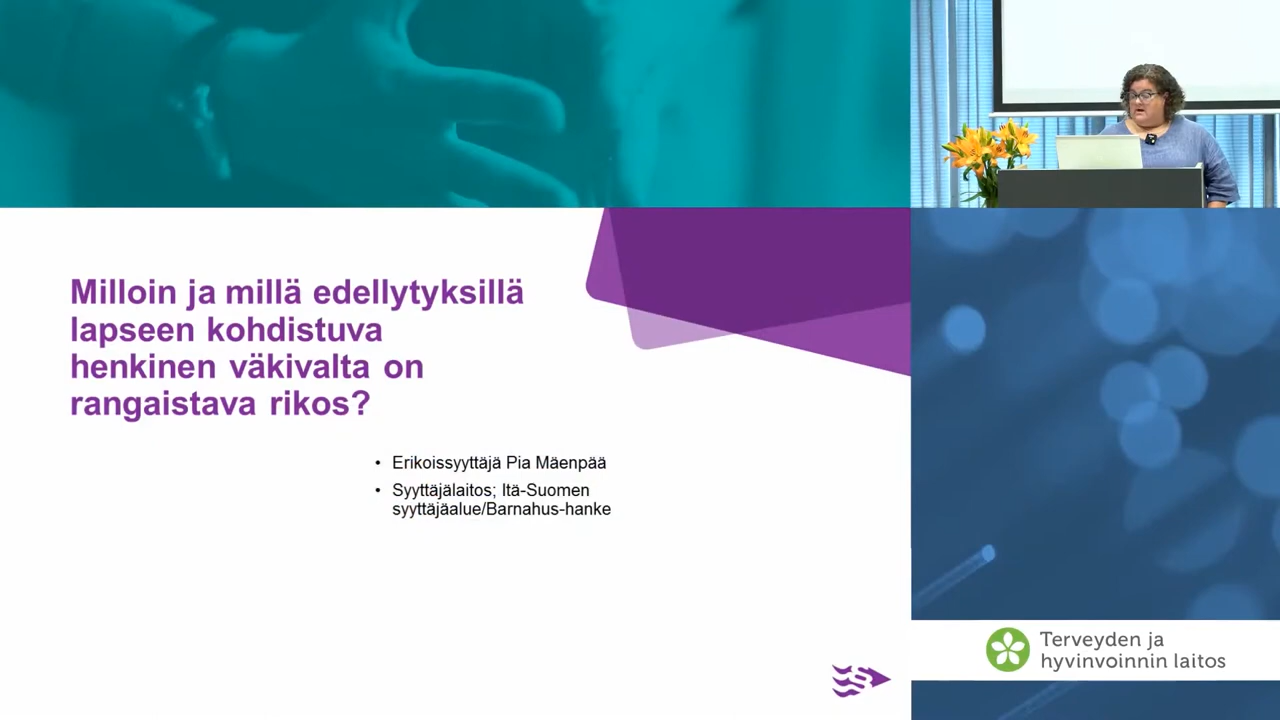 Milloin ja millä edellytyksillä
lapseen kohdistuva
henkinen väkivalta on
rangaistava rikos?
• Erikoissyyttäjä Pia Mäenpää
• Syyttäjälaitos; Itä-Suomen
syyttäjäalue/Barnahus-hanke
Terveyden ja
hyvinvoinnin laitos